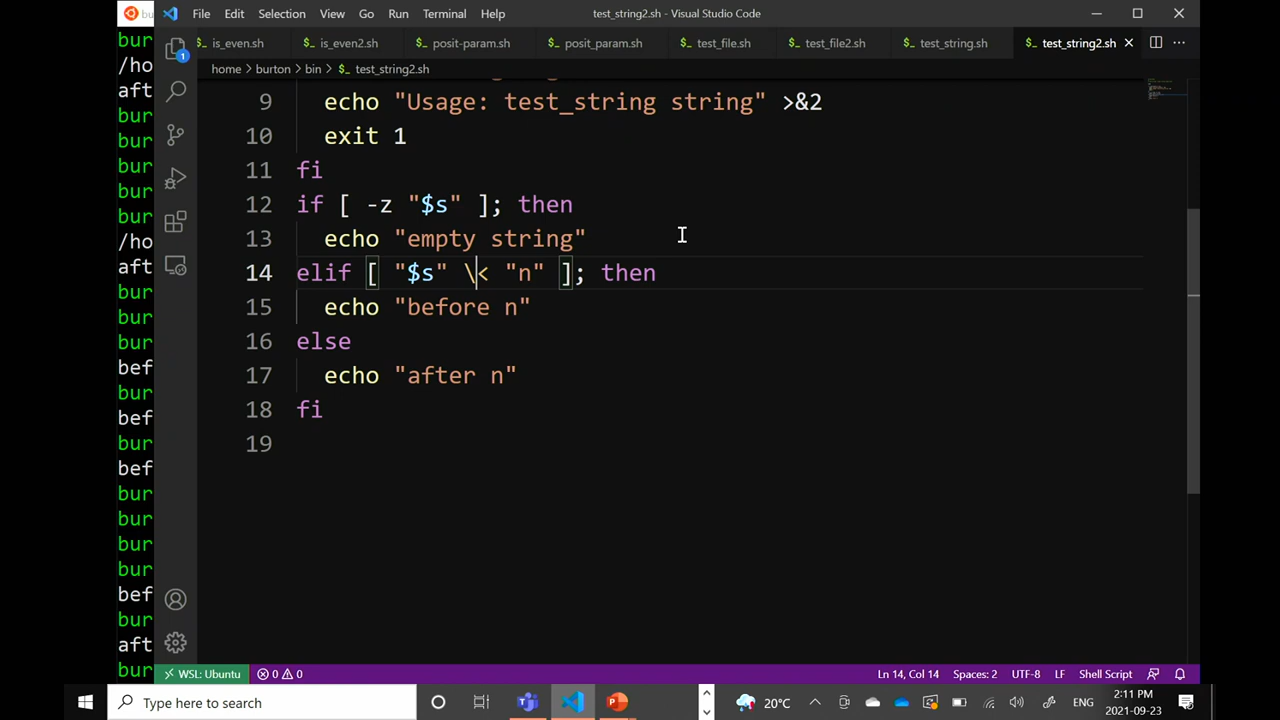 File Edit Selection View Go Run Terminal Help test_string2.sh - Visual Studio Code
is_even.sh is_even2.sh posit-param.sh posit_param.sh test_file.sh test_file2.sh test_string.sh test_string2.sh
home > burton > bin > $_ test_string2.sh
9 echo "Usage: test_string string" >&2
10 exit 1
11 fi
12 if [ -z "$s" ]; then
13 echo "empty string"
14 elif [ "$s" \< "n" ]; then
15 echo "before n"
16 else
17 echo "after n"
18 fi
19
bur
/ho
aft
bur
bur
bur
bur
/ho
aft
bur
bur
bur
bef
bur
bef
bur
bef
bur
bur
bur
bef
bur
aft
bur
1
WSL: Ubuntu 0 0 Ln 14, Col 14 Spaces: 2 UTF-8 LF Shell Script
Type here to search 20°C ENG 2:11 PM
2021-09-23